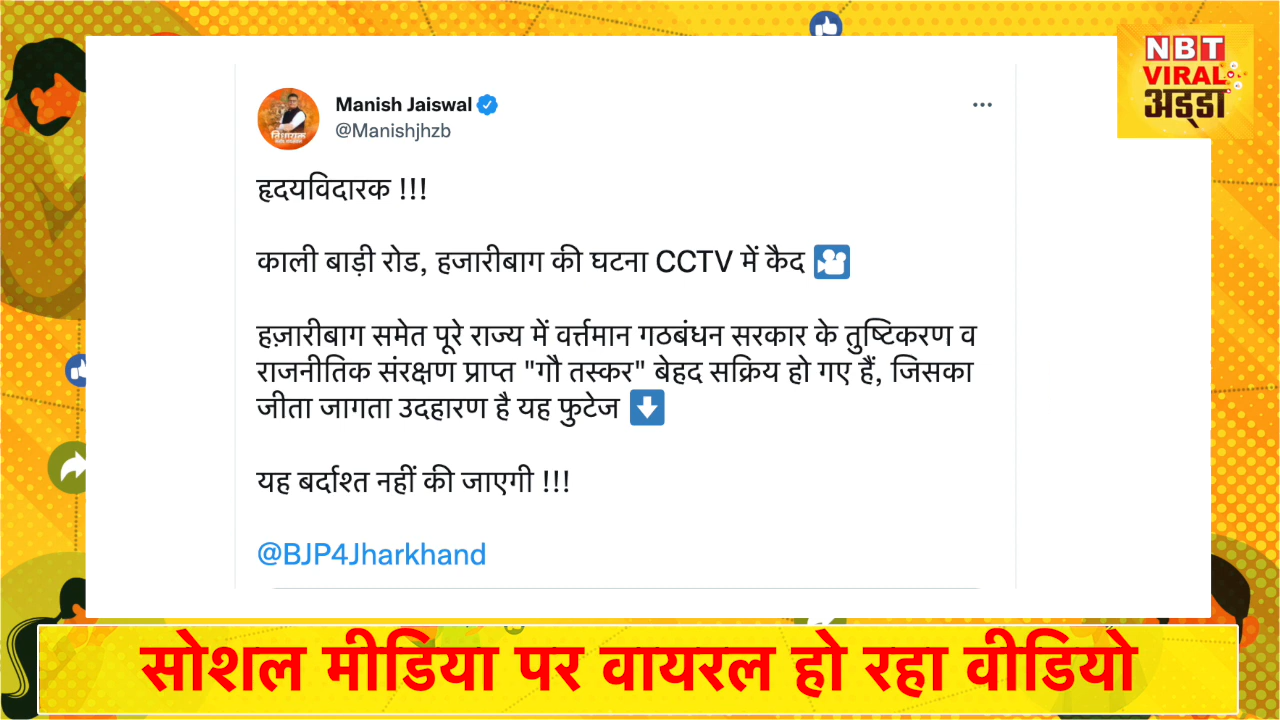 NBT
VIRAL
अड्डा
Manish Jaiswal
@Manishjhzb
हृदयविदारक !!!
काली बाड़ी रोड, हजारीबाग की घटना CCTV में कैद
हज़ारीबाग समेत पूरे राज्य में वर्त्तमान गठबंधन सरकार के तुष्टिकरण व
राजनीतिक संरक्षण प्राप्त "गौ तस्कर" बेहद सक्रिय हो गए हैं, जिसका
जीता जागता उदहारण है यह फुटेज
यह बर्दाश्त नहीं की जाएगी !!!
@BJP4Jharkhand
सोशल मीडिया पर वायरल हो रहा वीडियो